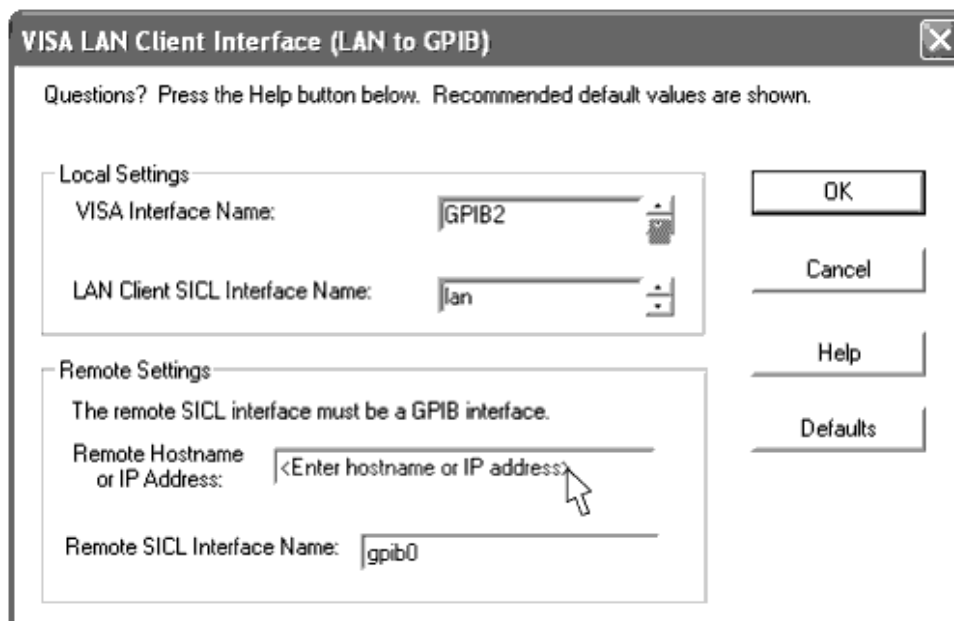 VISA LAN Client Interface (LAN to GPIB)
Questions? Press the Help button below. Recommended default values are shown.
Local Settings
VISA Interface Name: GPIB2
LAN Client SICL Interface Name: lan
OK
Cancel
Help
Defaults
Remote Settings
The remote SICL interface must be a GPIB interface.
Remote Hostname
or IP Address:
<Enter hostname or IP address>
Remote SICL Interface Name: gpib0